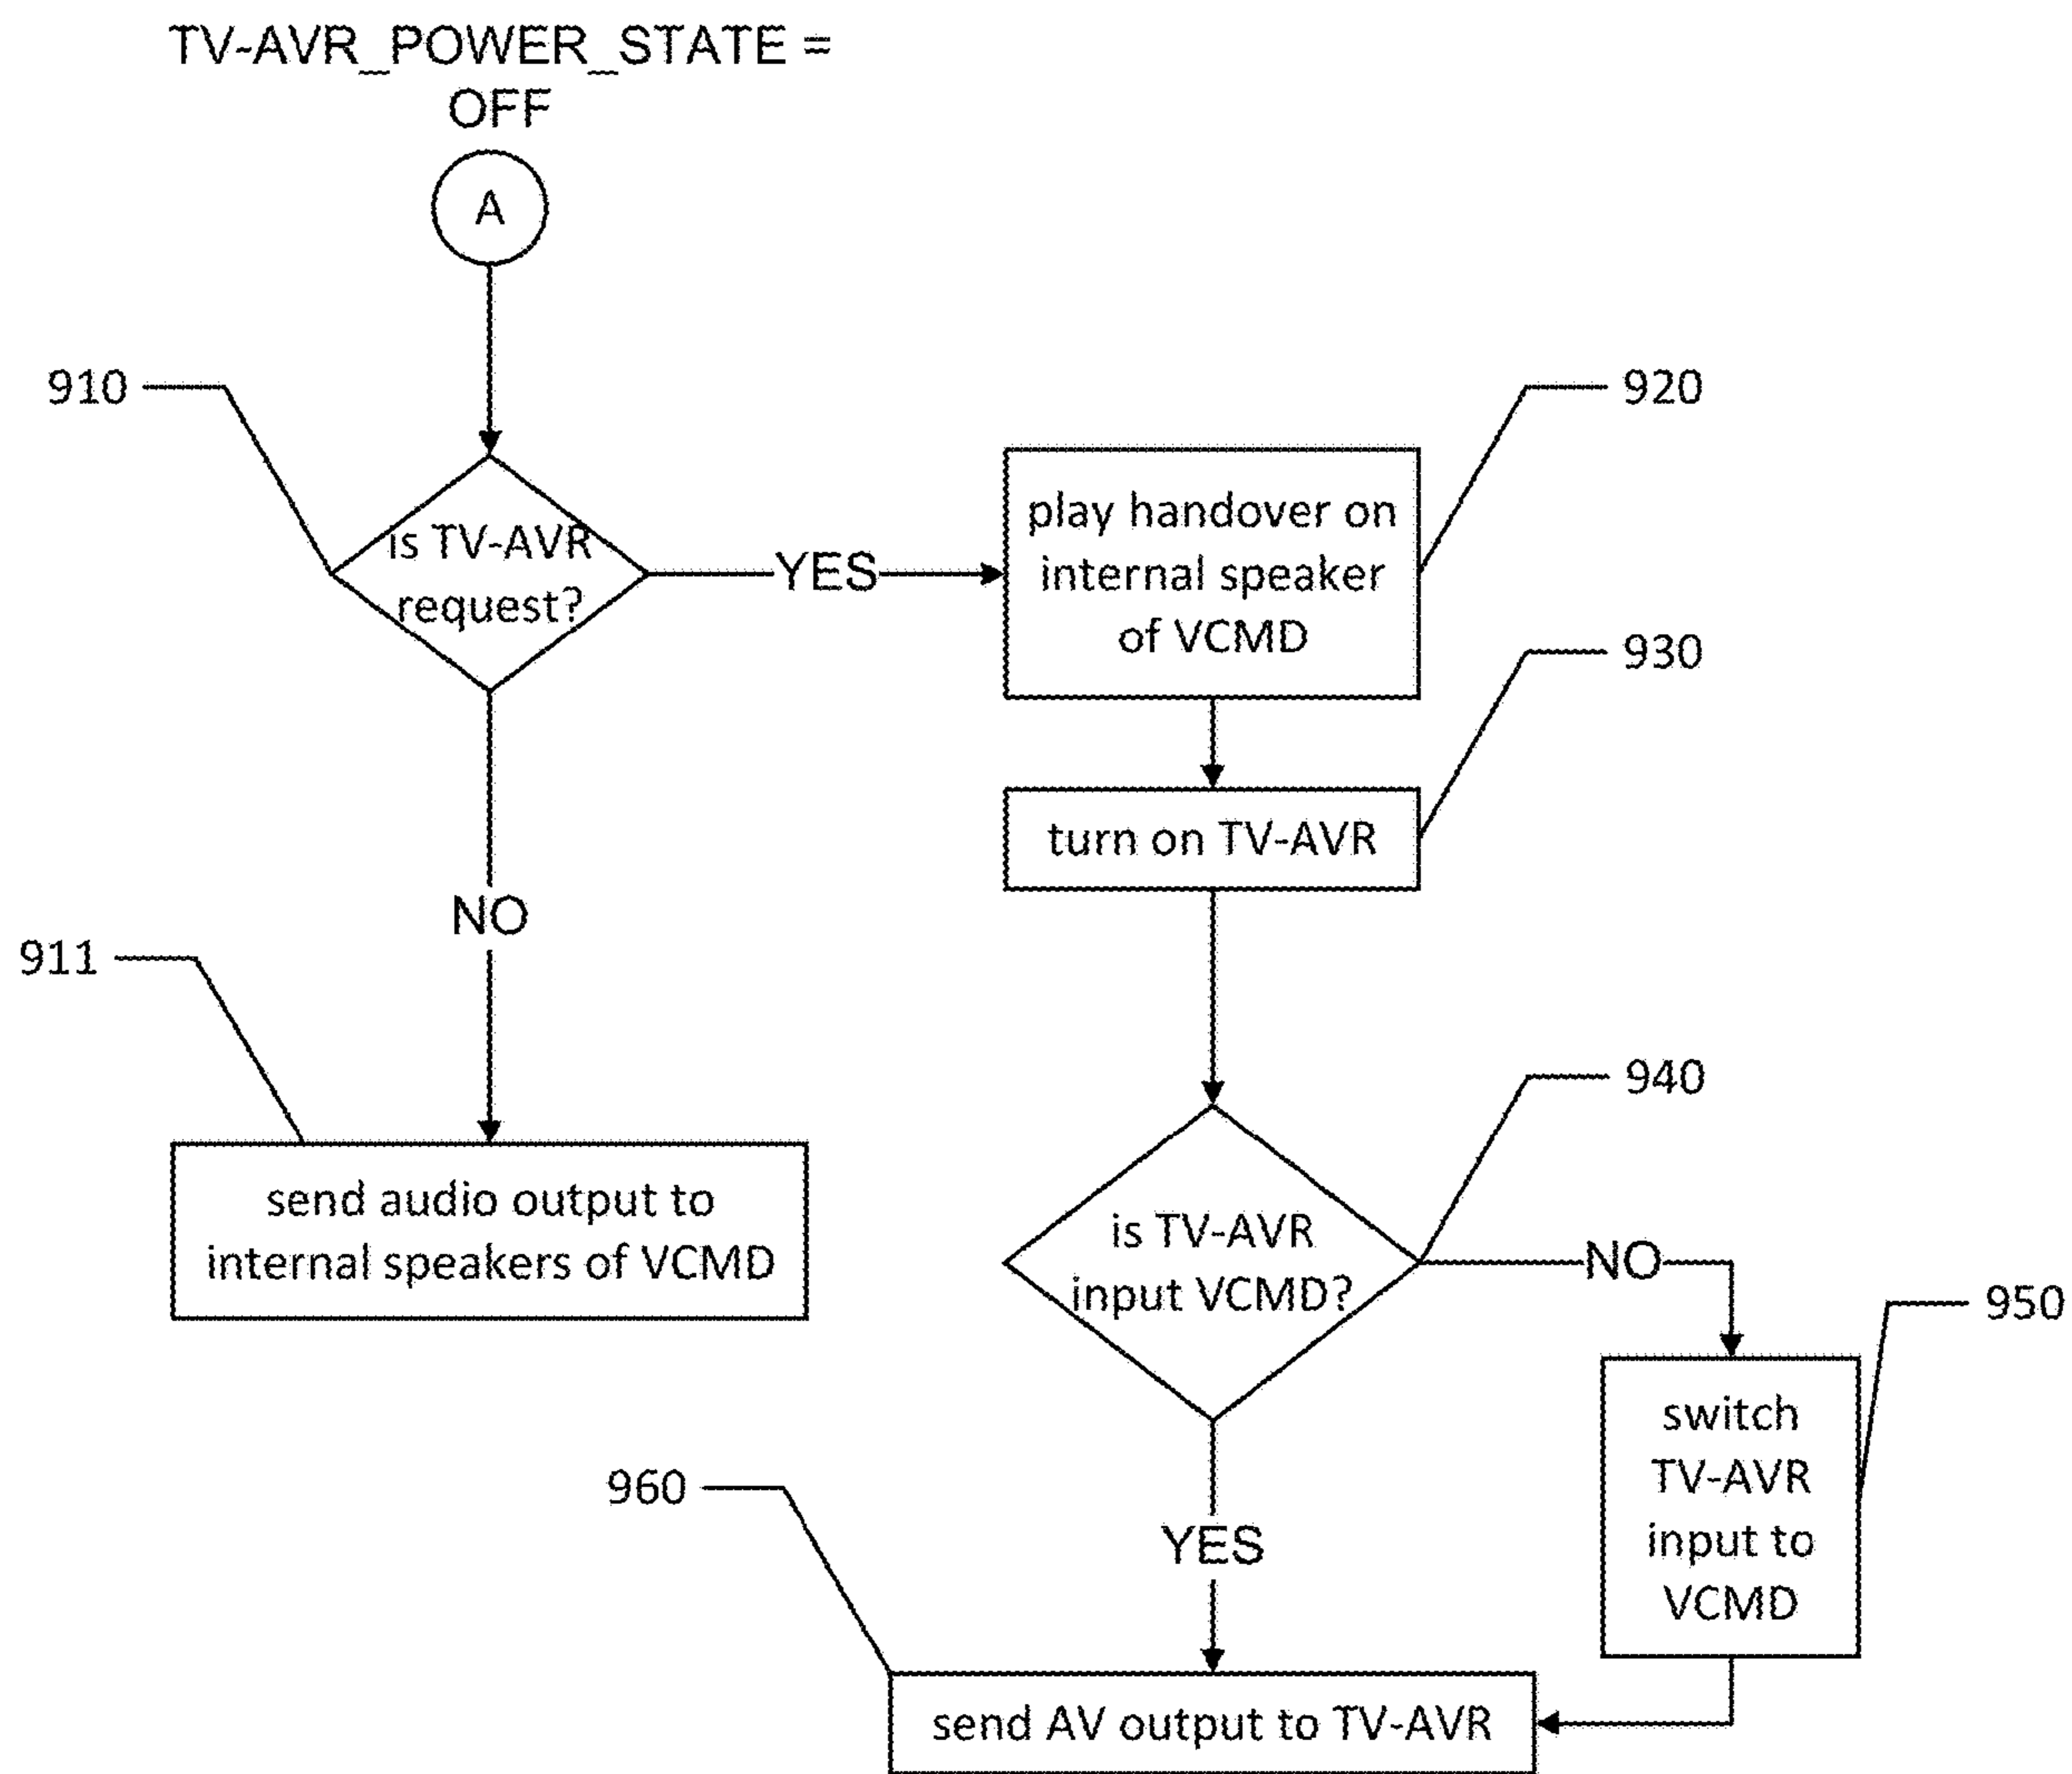 TV-AVR_POWER_STATE =
OFF
A
910
is TV-AVR
request?
YES
920
play handover on
internal speaker
of VCMD
930
turn on TV-AVR
NO
911
send audio output to
internal speakers of VCMD
940
is TV-AVR
input VCMD?
NO
950
switch
TV-AVR
input to
VCMD
YES
960
send AV output to TV-AVR